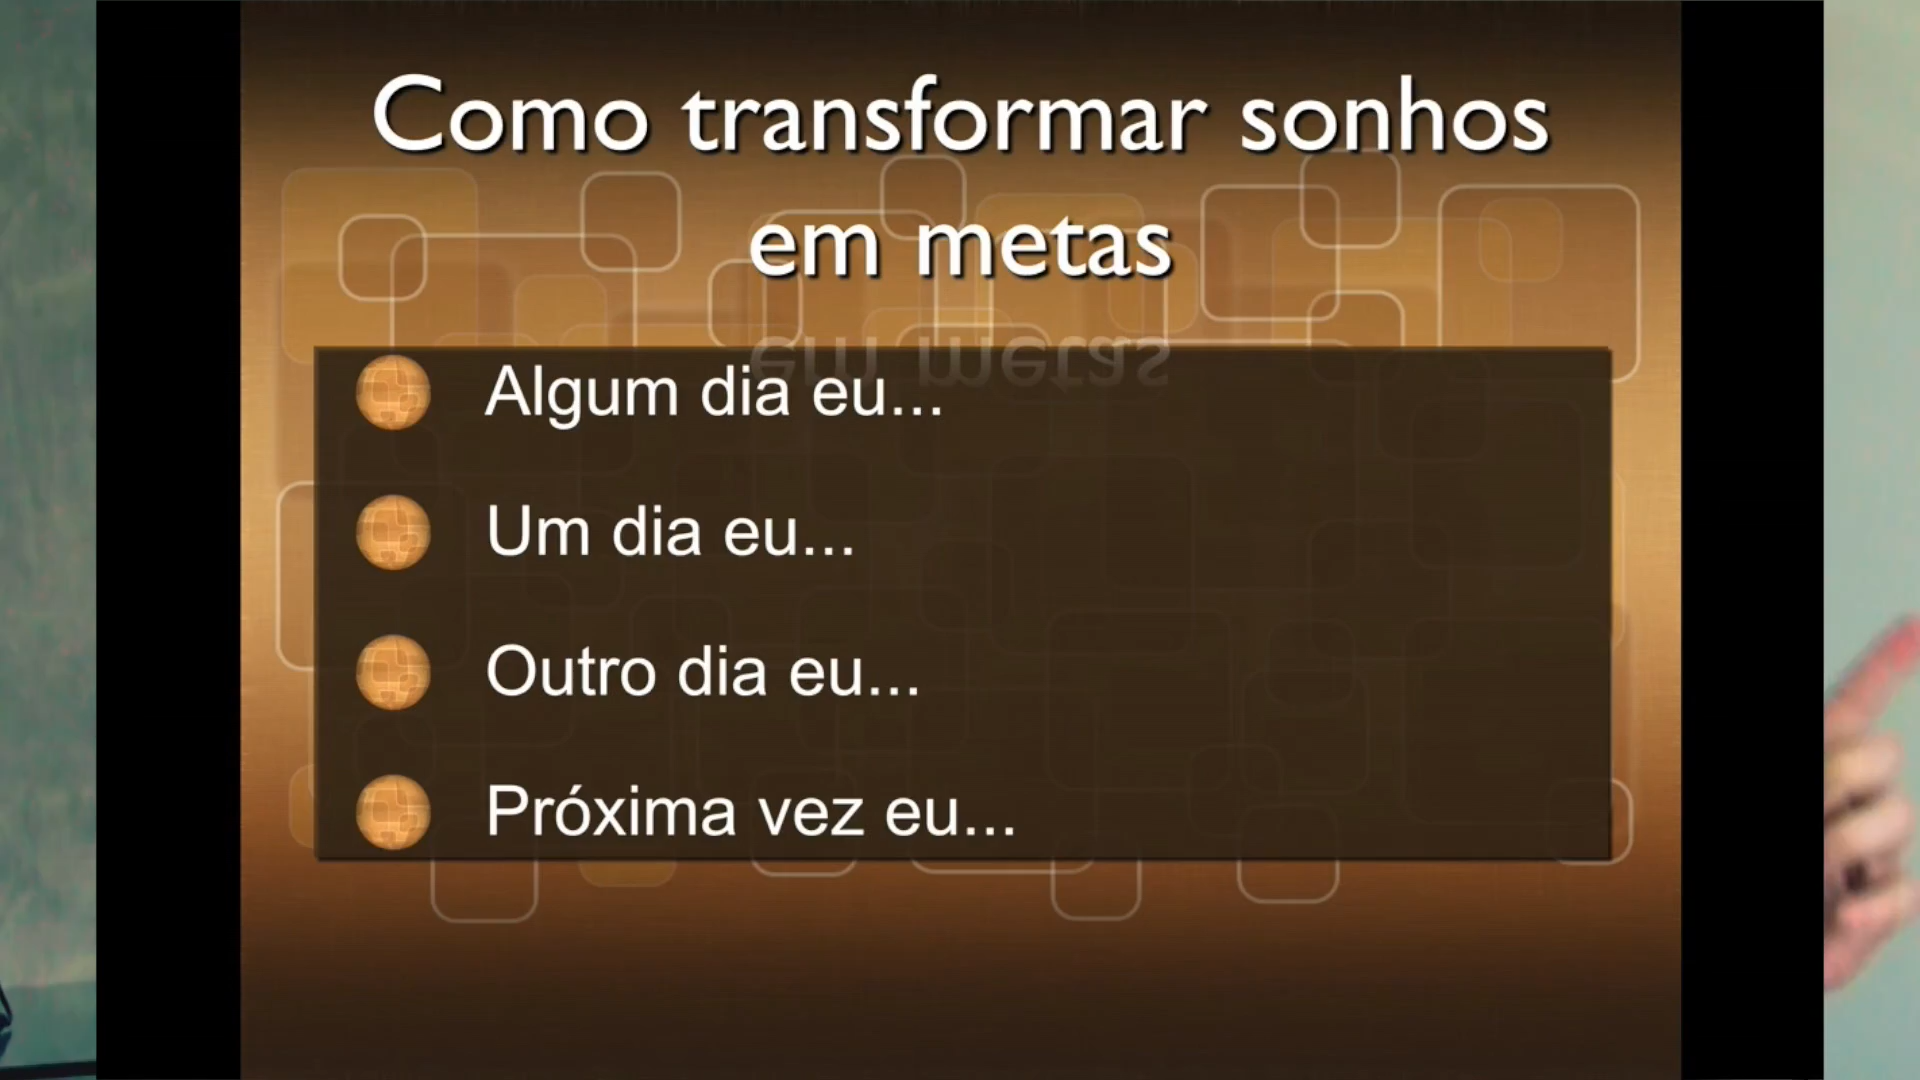 Como transformar sonhos
em metas
Algum dia eu...
Um dia eu...
Outro dia eu...
Próxima vez eu...